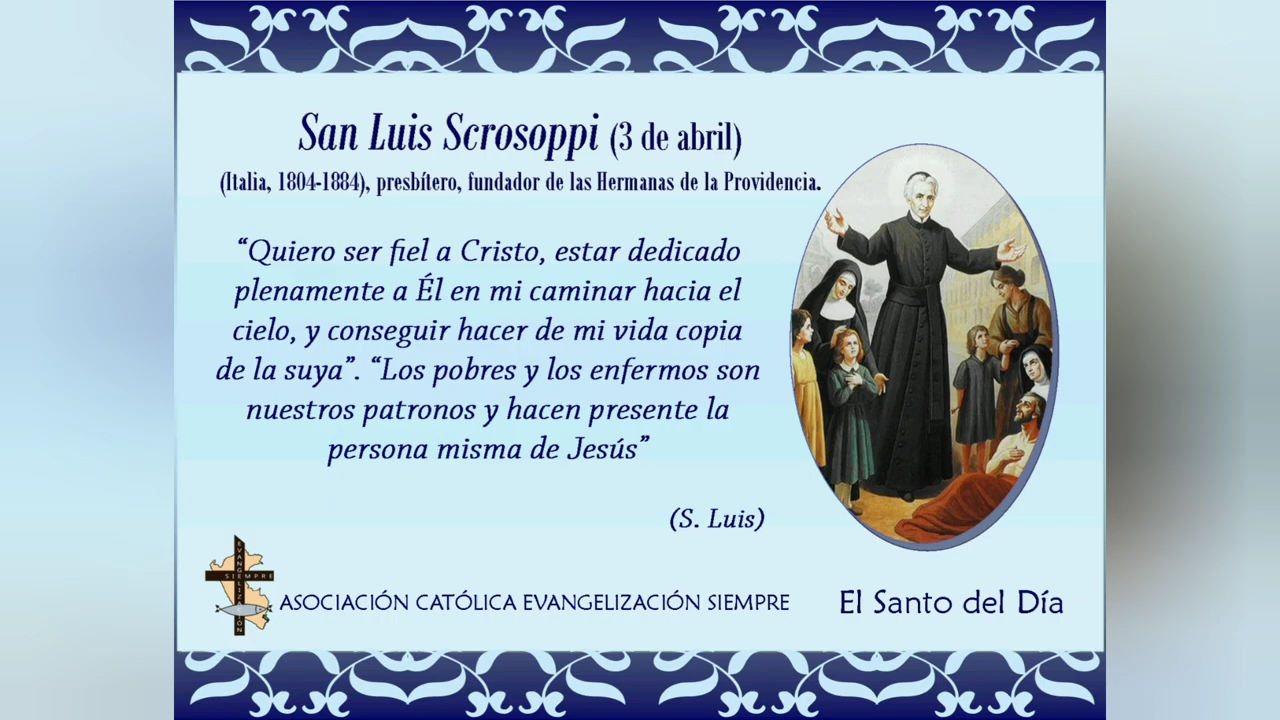 San Luis Scrosoppi (3 de abril)
(Italia, 1804-1884), presbítero, fundador de las Hermanas de la Providencia.
“Quiero ser fiel a Cristo, estar dedicado
plenamente a Él en mi caminar hacia el
cielo, y conseguir hacer de mi vida copia
de la suya”. “Los pobres y los enfermos son
nuestros patronos y hacen presente la
persona misma de Jesús”
(S. Luis)
EVANGELIZACIÓN
SIEMPRE
ASOCIACIÓN CATÓLICA EVANGELIZACIÓN SIEMPRE
El Santo del Día